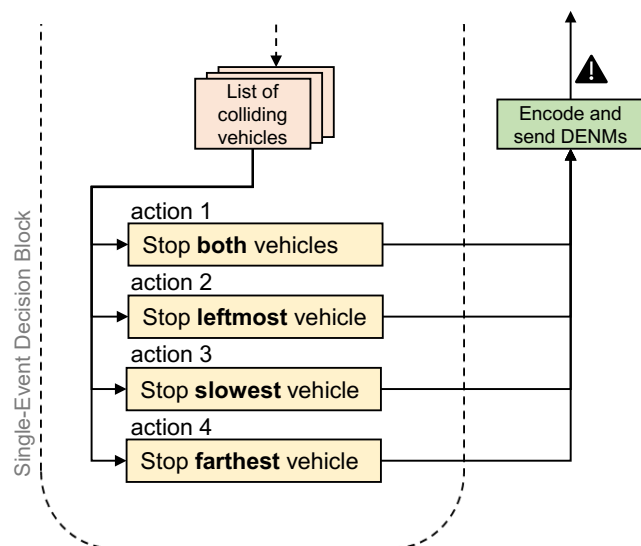 List of
colliding
vehicles
Encode and
send DENMs
Single-Event Decision Block
action 1
Stop both vehicles
action 2
Stop leftmost vehicle
action 3
Stop slowest vehicle
action 4
Stop farthest vehicle